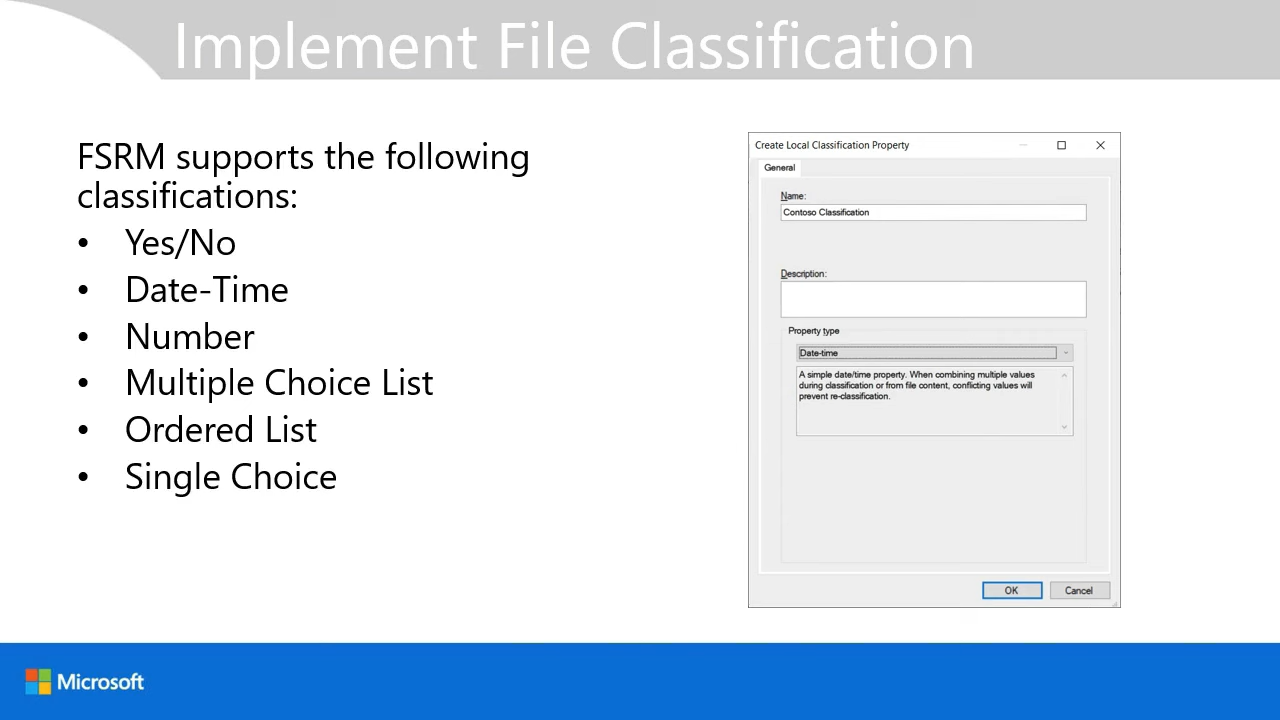 Implement File Classification
FSRM supports the following
classifications:
• Yes/No
• Date-Time
• Number
• Multiple Choice List
• Ordered List
• Single Choice
Create Local Classification Property
General
Name:
Contoso Classification
Description:
Property type
Date-time
A simple date/time property. When combining multiple values
during classification or from file content, conflicting values will
prevent re-classification.
OK Cancel
Microsoft